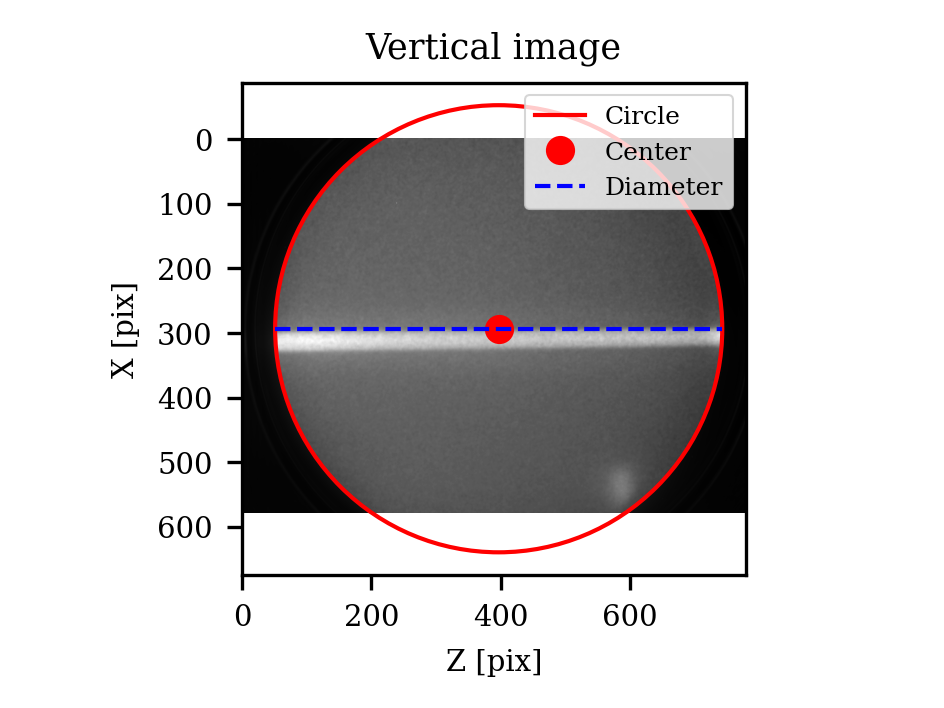 Vertical image
Circle
Center
Diameter
0
100
200
300
400
500
600
X [pix]
0
200
400
600
Z [pix]